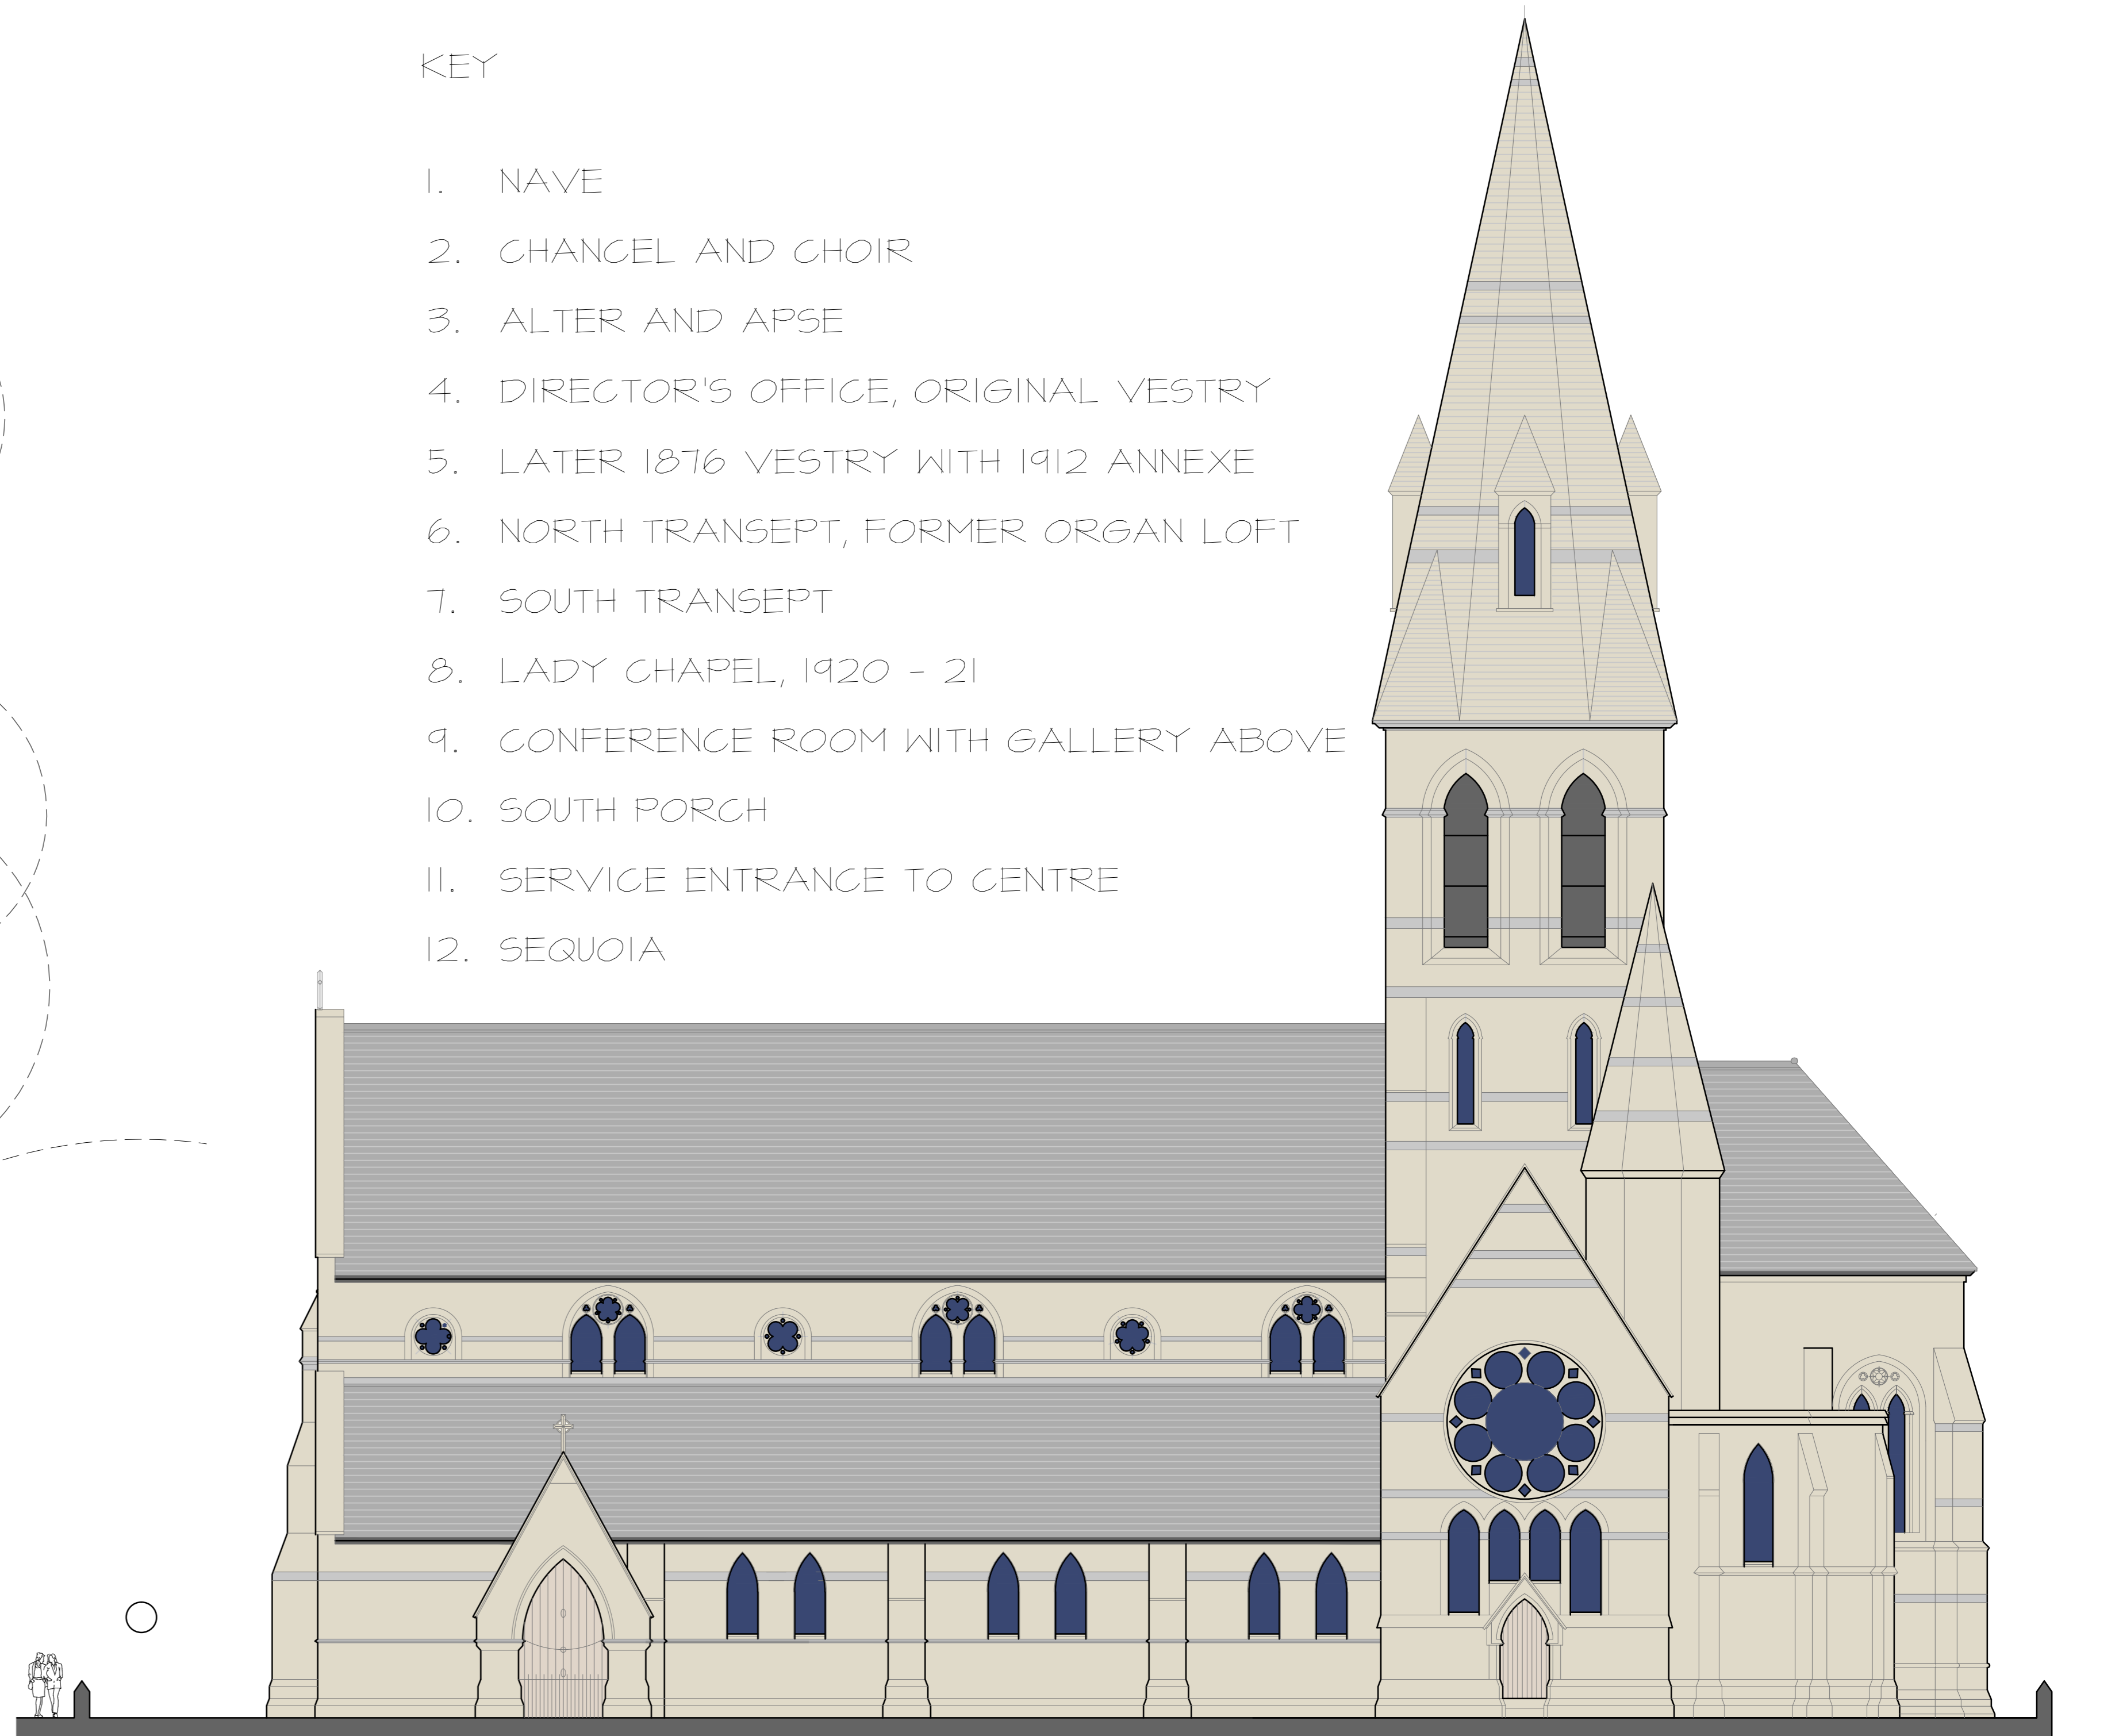 KEY
1. NAVE
2. CHANCEL AND CHOIR
3. ALTER AND APSE
4. DIRECTOR'S OFFICE, ORIGINAL VESTRY
5. LATER 1876 VESTRY WITH 1912 ANNEXE
6. NORTH TRANSEPT, FORMER ORGAN LOFT
7. SOUTH TRANSEPT
8. LADY CHAPEL, 1920 - 21
9. CONFERENCE ROOM WITH GALLERY ABOVE
10. SOUTH PORCH
11. SERVICE ENTRANCE TO CENTRE
12. SEQUOIA